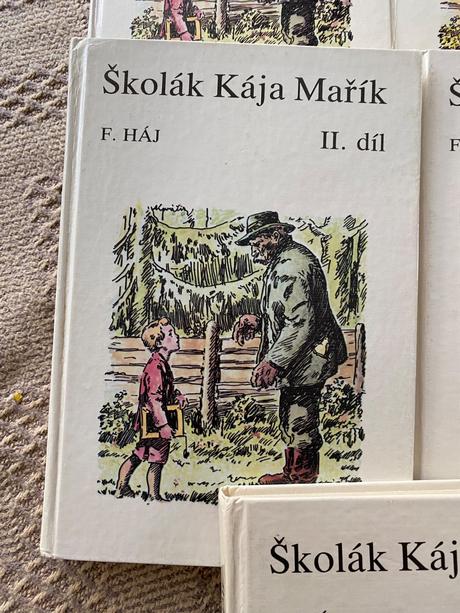 Školák Kája Mařík
F. HÁJ
II. díl
Školák Káj